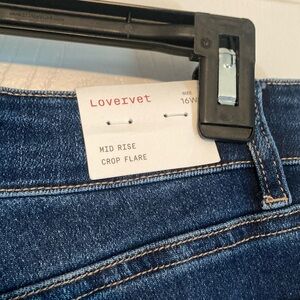 Lovervet
SIZE
16W
MID RISE
CROP FLARE